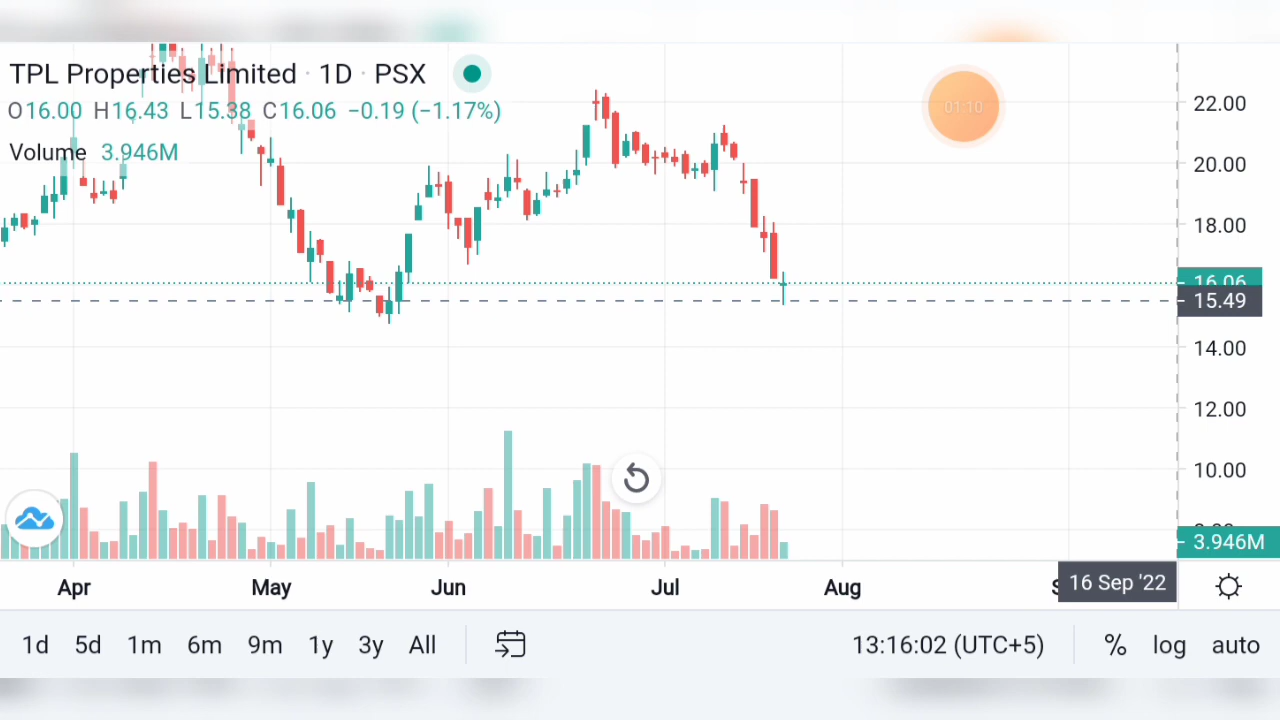 TPL Properties Limited · 1D · PSX
O16.00 H16.43 L15.38 C16.06 −0.19 (−1.17%)
Volume 3.946M
01:10
22.00
20.00
18.00
16.06
15.49
14.00
12.00
10.00
3.946M
Apr May Jun Jul Aug 16 Sep '22
1d 5d 1m 6m 9m 1y 3y All 13:16:02 (UTC+5) % log auto